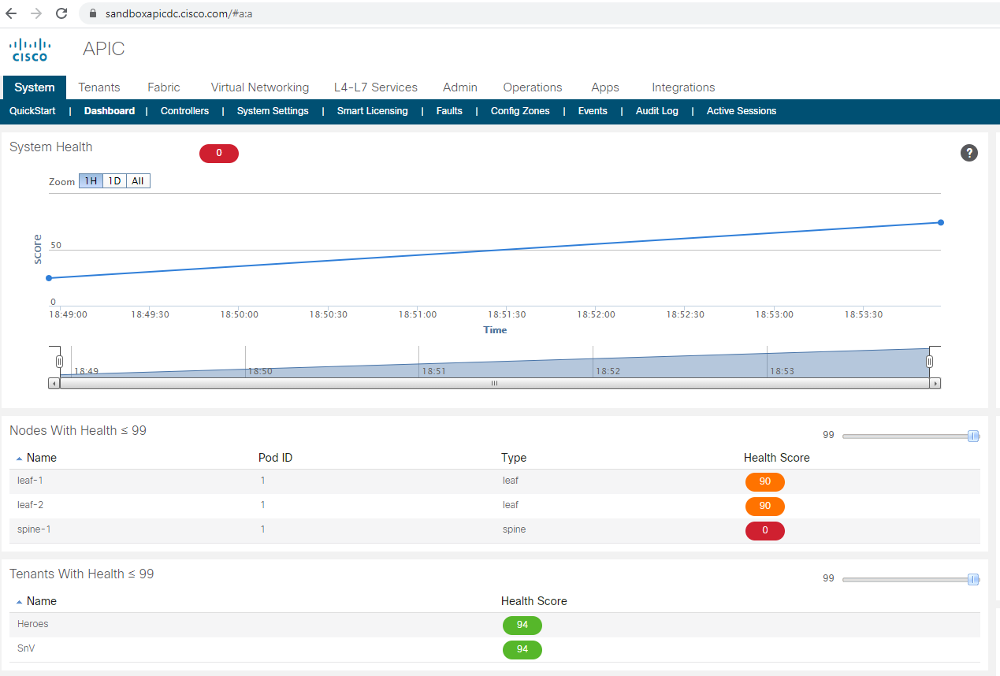 sandboxapicdc.cisco.com/#a:a
CISCO APIC
System Tenants Fabric Virtual Networking L4-L7 Services Admin Operations Apps Integrations
QuickStart | Dashboard | Controllers | System Settings | Smart Licensing | Faults | Config Zones | Events | Audit Log | Active Sessions
System Health 0 ?
Zoom 1H 1D All
score
50
0
18:49:00 18:49:30 18:50:00 18:50:30 18:51:00 18:51:30 18:52:00 18:52:30 18:53:00 18:53:30
Time
18:49 18:50 18:51 18:52 18:53
Nodes With Health ≤ 99 99
Name Pod ID Type Health Score
leaf-1 1 leaf 90
leaf-2 1 leaf 90
spine-1 1 spine 0
Tenants With Health ≤ 99 99
Name Health Score
Heroes 94
SnV 94